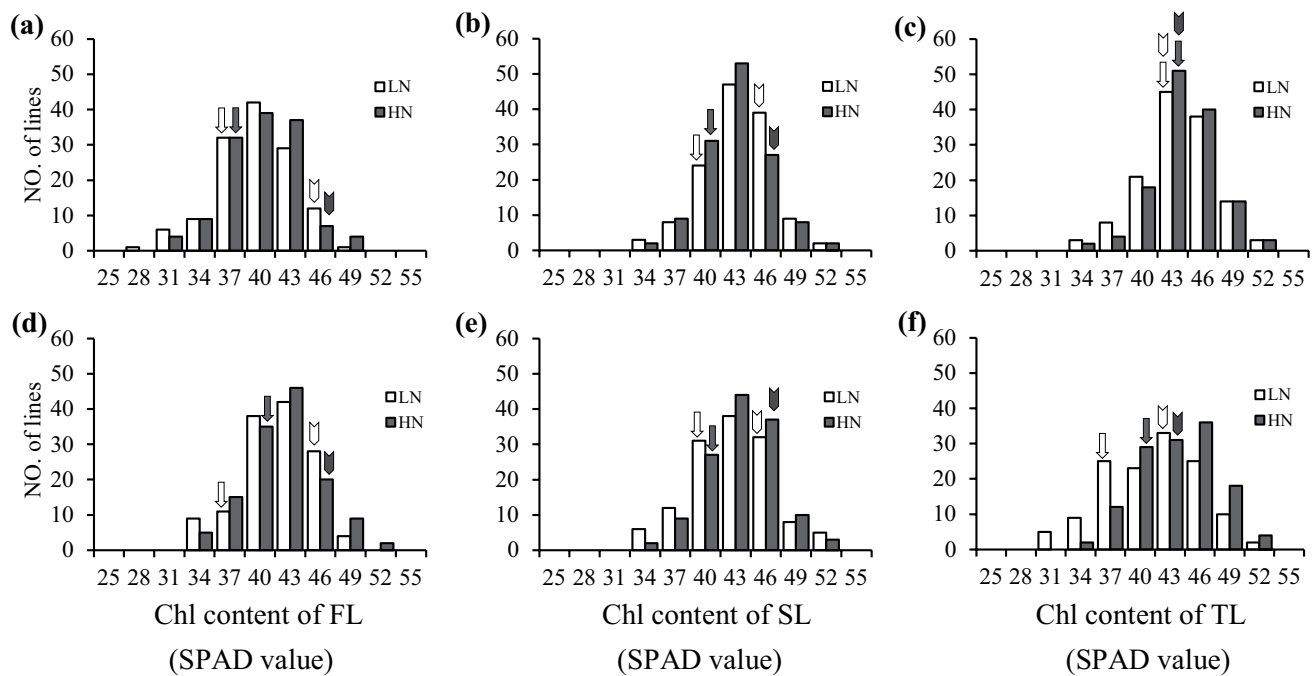 (a)
60
50
40
30
20
10
0
NO. of lines
LN
HN
25 28 31 34 37 40 43 46 49 52 55
(b)
60
50
40
30
20
10
0
LN
HN
25 28 31 34 37 40 43 46 49 52 55
(c)
60
50
40
30
20
10
0
LN
HN
25 28 31 34 37 40 43 46 49 52 55
(d)
60
50
40
30
20
10
0
NO. of lines
LN
HN
25 28 31 34 37 40 43 46 49 52 55
Chl content of FL
(SPAD value)
(e)
60
50
40
30
20
10
0
LN
HN
25 28 31 34 37 40 43 46 49 52 55
Chl content of SL
(SPAD value)
(f)
60
50
40
30
20
10
0
LN
HN
25 28 31 34 37 40 43 46 49 52 55
Chl content of TL
(SPAD value)